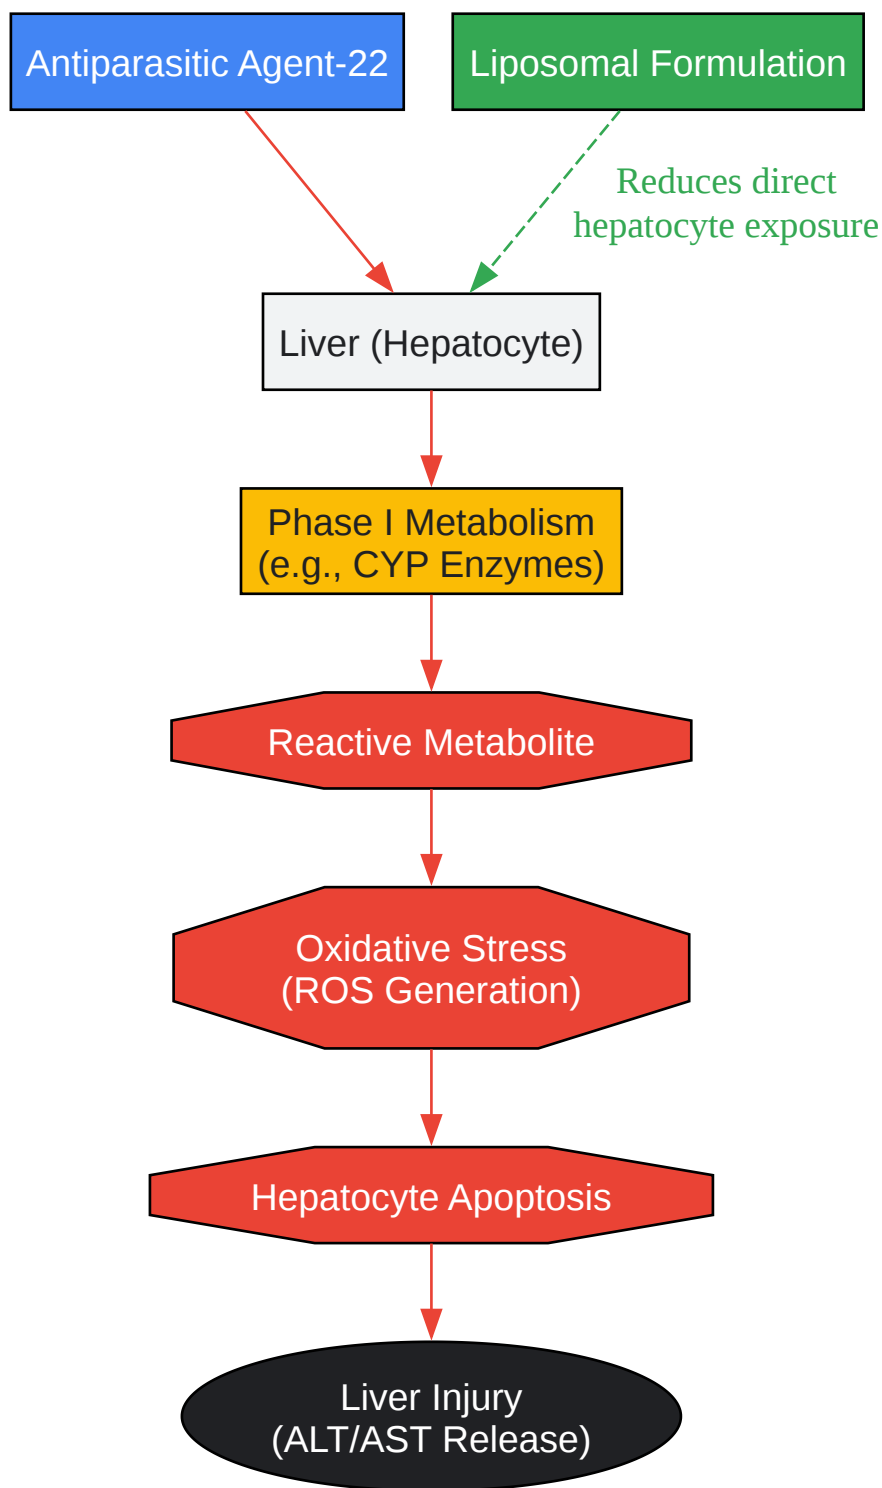 Antiparasitic Agent-22
Liposomal Formulation
Reduces direct
hepatocyte exposure
Liver (Hepatocyte)
Phase I Metabolism
(e.g., CYP Enzymes)
Reactive Metabolite
Oxidative Stress
(ROS Generation)
Hepatocyte Apoptosis
Liver Injury
(ALT/AST Release)